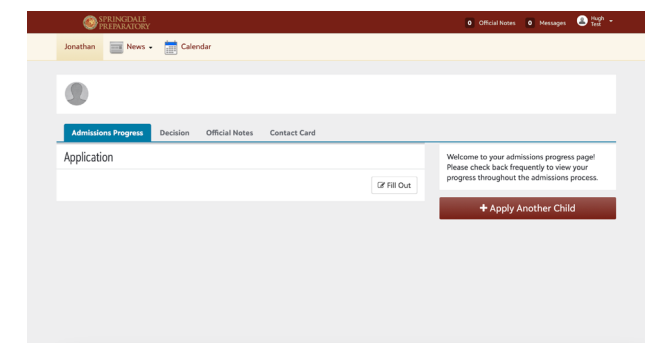 SPRINGDALE
PREPARATORY
0 Official Notes 0 Messages Hugh Test
Jonathan News Calendar
Admissions Progress Decision Official Notes Contact Card
Application
Fill Out
Welcome to your admissions progress page!
Please check back frequently to view your
progress throughout the admissions process.
+ Apply Another Child